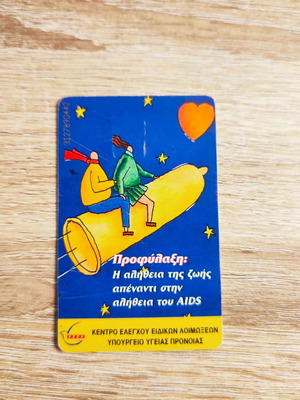 Προφύλαξη:
Η αλήθεια της ζωής
απέναντι στην
αλήθεια του AIDS
ΚΕΝΤΡΟ ΕΛΕΓΧΟΥ ΕΙΔΙΚΩΝ ΛΟΙΜΩΞΕΩΝ
ΥΠΟΥΡΓΕΙΟ ΥΓΕΙΑΣ ΠΡΟΝΟΙΑΣ